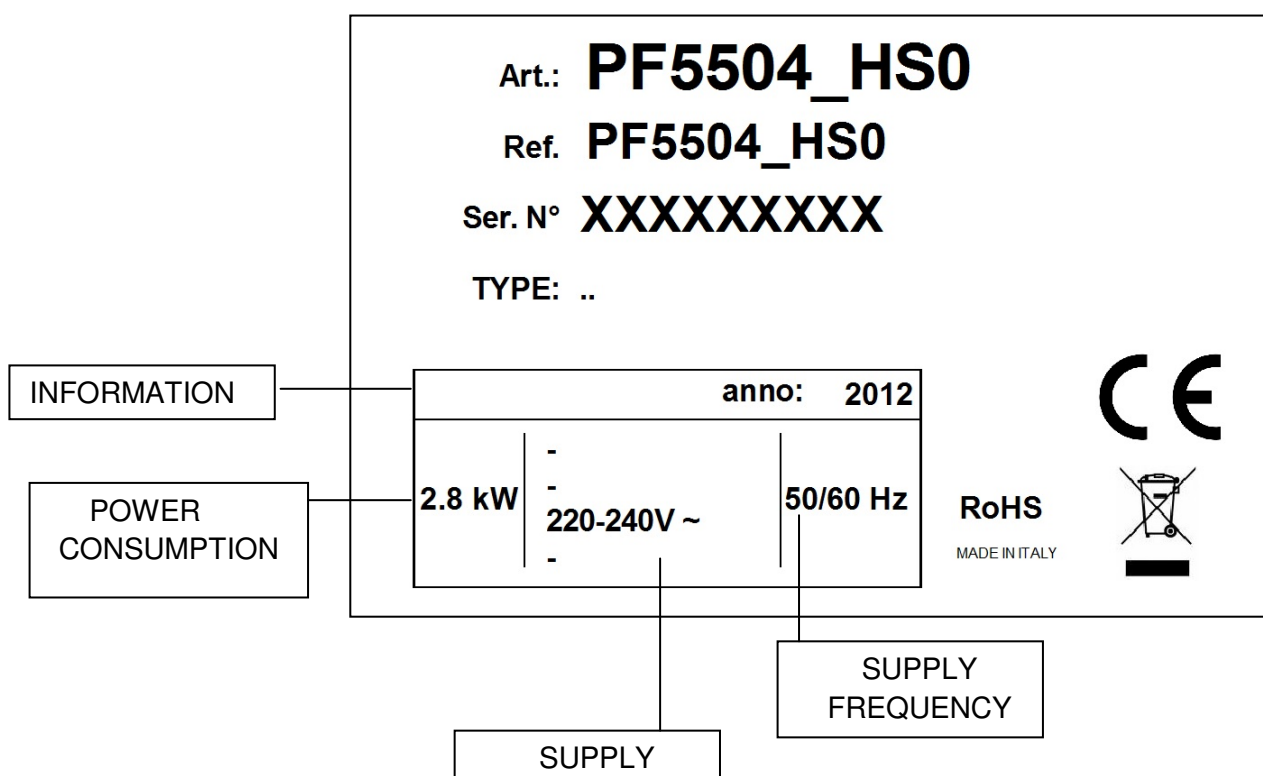 Art.: PF5504_HS0
Ref. PF5504_HS0
Ser. N° XXXXXXXXX
TYPE: ..
INFORMATION
anno: 2012
POWER
CONSUMPTION
2.8 kW
-
-
220-240V ~
-
50/60 Hz
CE
RoHS
MADE IN ITALY
SUPPLY
FREQUENCY
SUPPLY